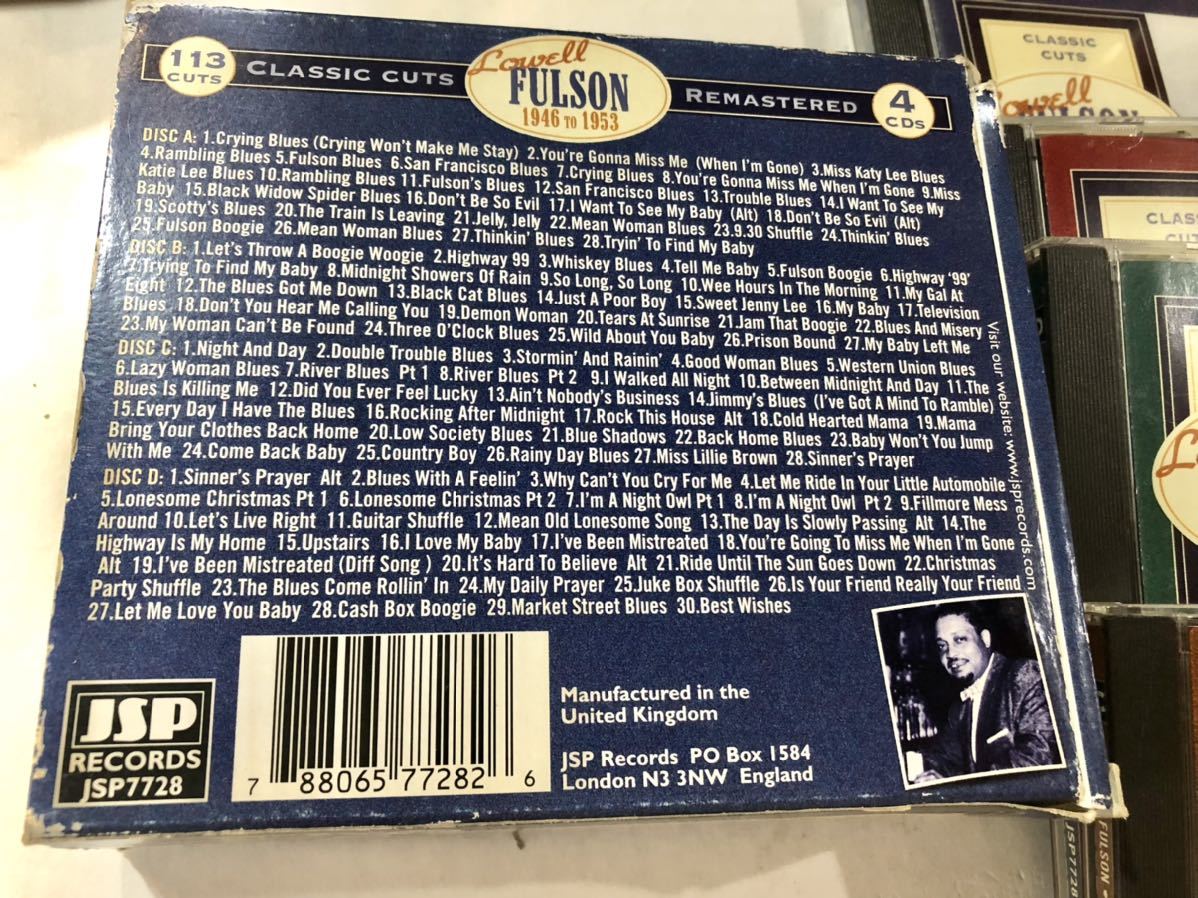 113 CUTS
CLASSIC CUTS
Lowell FULSON 1946 TO 1953
REMASTERED
4 CDs
DISC A: 1.Crying Blues (Crying Won't Make Me Stay) 2.You're Gonna Miss Me (When I'm Gone) 3.Miss Katy Lee Blues
4.Rambling Blues 5.Fulson Blues 6.San Francisco Blues 7.Crying Blues 8.You're Gonna Miss Me When I'm Gone 9.Miss
Katie Lee Blues 10.Rambling Blues 11.Fulson's Blues 12.San Francisco Blues 13.Trouble Blues 14.I Want To See My
Baby 15.Black Widow Spider Blues 16.Don't Be So Evil 17.I Want To See My Baby (Alt) 18.Don't Be So Evil (Alt)
19.Scotty's Blues 20.The Train Is Leaving 21.Jelly, Jelly 22.Mean Woman Blues 23.9.30 Shuffle 24.Thinkin' Blues
25.Fulson Boogie 26.Mean Woman Blues 27.Thinkin' Blues 28.Tryin' To Find My Baby
DISC B: 1.Let's Throw A Boogie Woogie 2.Highway 99 3.Whiskey Blues 4.Tell Me Baby 5.Fulson Boogie 6.Highway '99'
7.Trying To Find My Baby 8.Midnight Showers Of Rain 9.So Long, So Long 10.Wee Hours In The Morning 11.My Gal At
Eight 12.The Blues Got Me Down 13.Black Cat Blues 14.Just A Poor Boy 15.Sweet Jenny Lee 16.My Baby 17.Television
Blues 18.Don't You Hear Me Calling You 19.Demon Woman 20.Tears At Sunrise 21.Jam That Boogie 22.Blues And Misery
23.My Woman Can't Be Found 24.Three O'Clock Blues 25.Wild About You Baby 26.Prison Bound 27.My Baby Left Me
DISC C: 1.Night And Day 2.Double Trouble Blues 3.Stormin' And Rainin' 4.Good Woman Blues 5.Western Union Blues
6.Lazy Woman Blues 7.River Blues Pt 1 8.River Blues Pt 2 9.I Walked All Night 10.Between Midnight And Day 11.The
Blues Is Killing Me 12.Did You Ever Feel Lucky 13.Ain't Nobody's Business 14.Jimmy's Blues (I've Got A Mind To Ramble)
15.Every Day I Have The Blues 16.Rocking After Midnight 17.Rock This House Alt 18.Cold Hearted Mama 19.Mama
Bring Your Clothes Back Home 20.Low Society Blues 21.Blue Shadows 22.Back Home Blues 23.Baby Won't You Jump
With Me 24.Come Back Baby 25.Country Boy 26.Rainy Day Blues 27.Miss Lillie Brown 28.Sinner's Prayer
DISC D: 1.Sinner's Prayer Alt 2.Blues With A Feelin' 3.Why Can't You Cry For Me 4.Let Me Ride In Your Little Automobile
5.Lonesome Christmas Pt 1 6.Lonesome Christmas Pt 2 7.I'm A Night Owl Pt 1 8.I'm A Night Owl Pt 2 9.Fillmore Mess
Around 10.Let's Live Right 11.Guitar Shuffle 12.Mean Old Lonesome Song 13.The Day Is Slowly Passing Alt 14.The
Highway Is My Home 15.Upstairs 16.I Love My Baby 17.I've Been Mistreated 18.You're Going To Miss Me When I'm Gone
Alt 19.I've Been Mistreated (Diff Song ) 20.It's Hard To Believe Alt 21.Ride Until The Sun Goes Down 22.Christmas
Party Shuffle 23.The Blues Come Rollin' In 24.My Daily Prayer 25.Juke Box Shuffle 26.Is Your Friend Really Your Friend
27.Let Me Love You Baby 28.Cash Box Boogie 29.Market Street Blues 30.Best Wishes
Visit our website: www.jsprecords.com
JSP
RECORDS
JSP7728
7 88065 77282 6
Manufactured in the
United Kingdom
JSP Records PO Box 1584
London N3 3NW England
CLASSIC
CUTS
Lowell
CLAS
JSP7728
FULSON